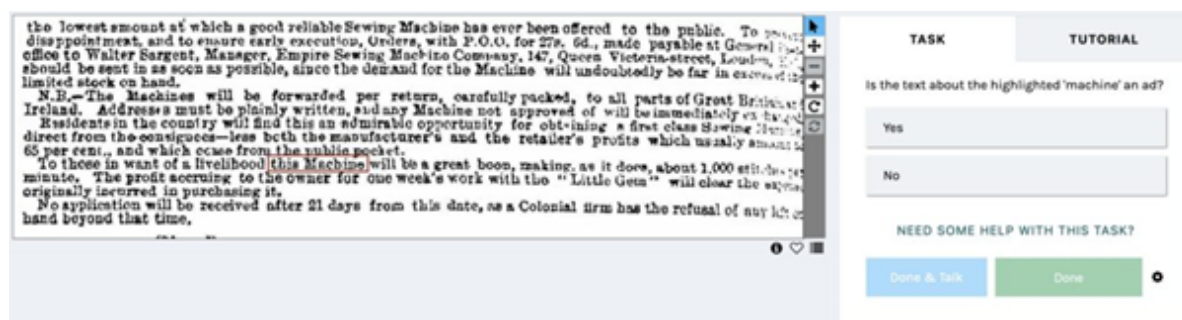 the lowest amount at which a good reliable Sewing Machine has ever been offered to the public. To
disappointment, and to ensure early execution, Orders, with P.O.O. for 27s. 6d., made payable at General
office to Walter Sargent, Manager, Empire Sewing Machine Company, 147, Queen Victoria-street, London,
should be sent in as soon as possible, since the demand for the Machine will undoubtedly be far in excess of the
limited stock on hand.
N.B.—The Machines will be forwarded per return, carefully packed, to all parts of Great Britain
Ireland. Addresses must be plainly written, and any Machine not approved of will be immediately
Residents in the country will find this an admirable opportunity for obtaining a first class Sewing
direct from the consignees—less both the manufacturer's and the retailer's profits which usually amount
65 per cent., and which come from the public pocket.
To those in want of a livelihood this Machine will be a great boon, making, as it does, about 1,000
minute. The profit accruing to the owner for one week's work with the "Little Gem" will clear the
originally incurred in purchasing it.
No application will be received after 21 days from this date, as a Colonial firm has the refusal of any
hand beyond that time.
TASK
TUTORIAL
Is the text about the highlighted 'machine' an ad?
Yes
No
NEED SOME HELP WITH THIS TASK?
Done & Talk
Done